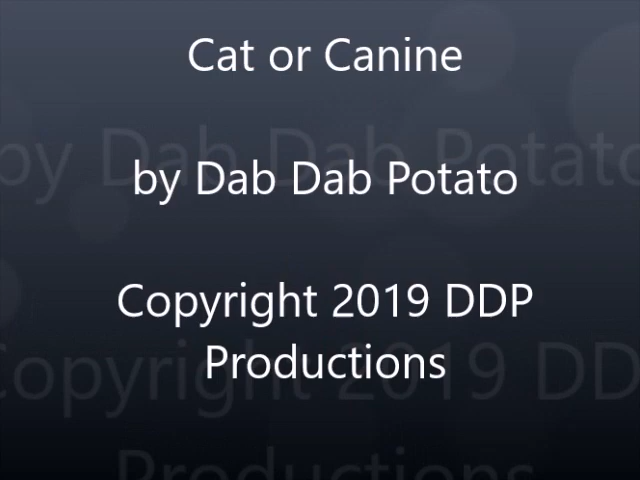 Cat or Canine
by Dab Dab Potato
Copyright 2019 DDP
Productions